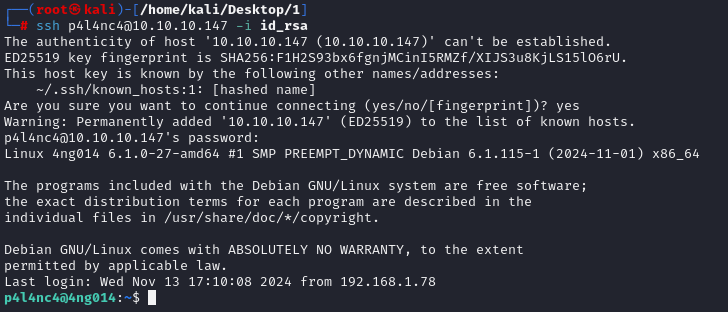 ┌──(root㉿kali)-[/home/kali/Desktop/1]
└─# ssh p4l4nc4@10.10.10.147 -i id_rsa
The authenticity of host '10.10.10.147 (10.10.10.147)' can't be established.
ED25519 key fingerprint is SHA256:F1H2S93bx6fgnjMCinI5RMZf/XIJS3u8KjLS15lO6rU.
This host key is known by the following other names/addresses:
    ~/.ssh/known_hosts:1: [hashed name]
Are you sure you want to continue connecting (yes/no/[fingerprint])? yes
Warning: Permanently added '10.10.10.147' (ED25519) to the list of known hosts.
p4l4nc4@10.10.10.147's password:
Linux 4ng014 6.1.0-27-amd64 #1 SMP PREEMPT_DYNAMIC Debian 6.1.115-1 (2024-11-01) x86_64

The programs included with the Debian GNU/Linux system are free software;
the exact distribution terms for each program are described in the
individual files in /usr/share/doc/*/copyright.

Debian GNU/Linux comes with ABSOLUTELY NO WARRANTY, to the extent
permitted by applicable law.
Last login: Wed Nov 13 17:10:08 2024 from 192.168.1.78
p4l4nc4@4ng014:~$